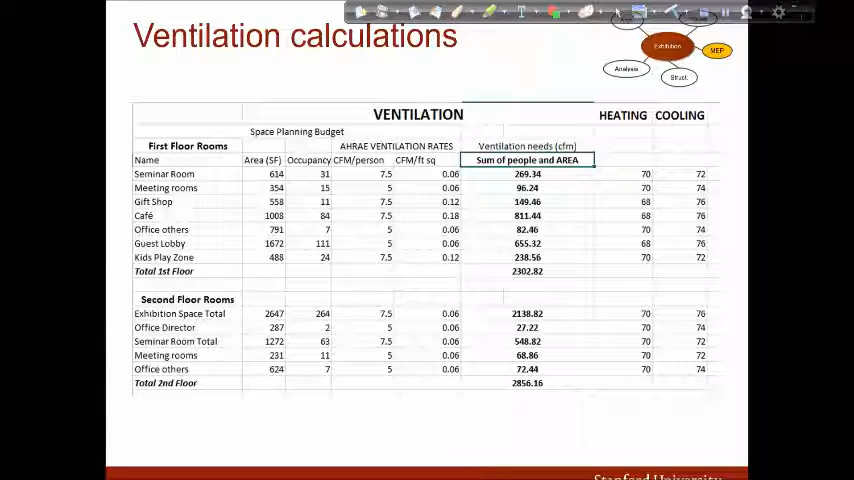 Ventilation calculations
Exhibition
MEP
Analysis
Struct.
VENTILATION HEATING COOLING
Space Planning Budget
First Floor Rooms AHRAE VENTILATION RATES Ventilation needs (cfm)
Name Area (SF) Occupancy CFM/person CFM/ft sq Sum of people and AREA
Seminar Room 614 31 7.5 0.06 269.34 70 72
Meeting rooms 354 15 5 0.06 96.24 70 74
Gift Shop 558 11 7.5 0.12 149.46 68 76
Café 1008 84 7.5 0.18 811.44 68 76
Office others 791 7 5 0.06 82.46 70 74
Guest Lobby 1672 111 5 0.06 655.32 68 76
Kids Play Zone 488 24 7.5 0.12 238.56 70 72
Total 1st Floor 2302.82
Second Floor Rooms
Exhibition Space Total 2647 264 7.5 0.06 2138.82 70 76
Office Director 287 2 5 0.06 27.22 70 74
Seminar Room Total 1272 63 7.5 0.06 548.82 70 72
Meeting rooms 231 11 5 0.06 68.86 70 72
Office others 624 7 5 0.06 72.44 70 74
Total 2nd Floor 2856.16
Stanford University